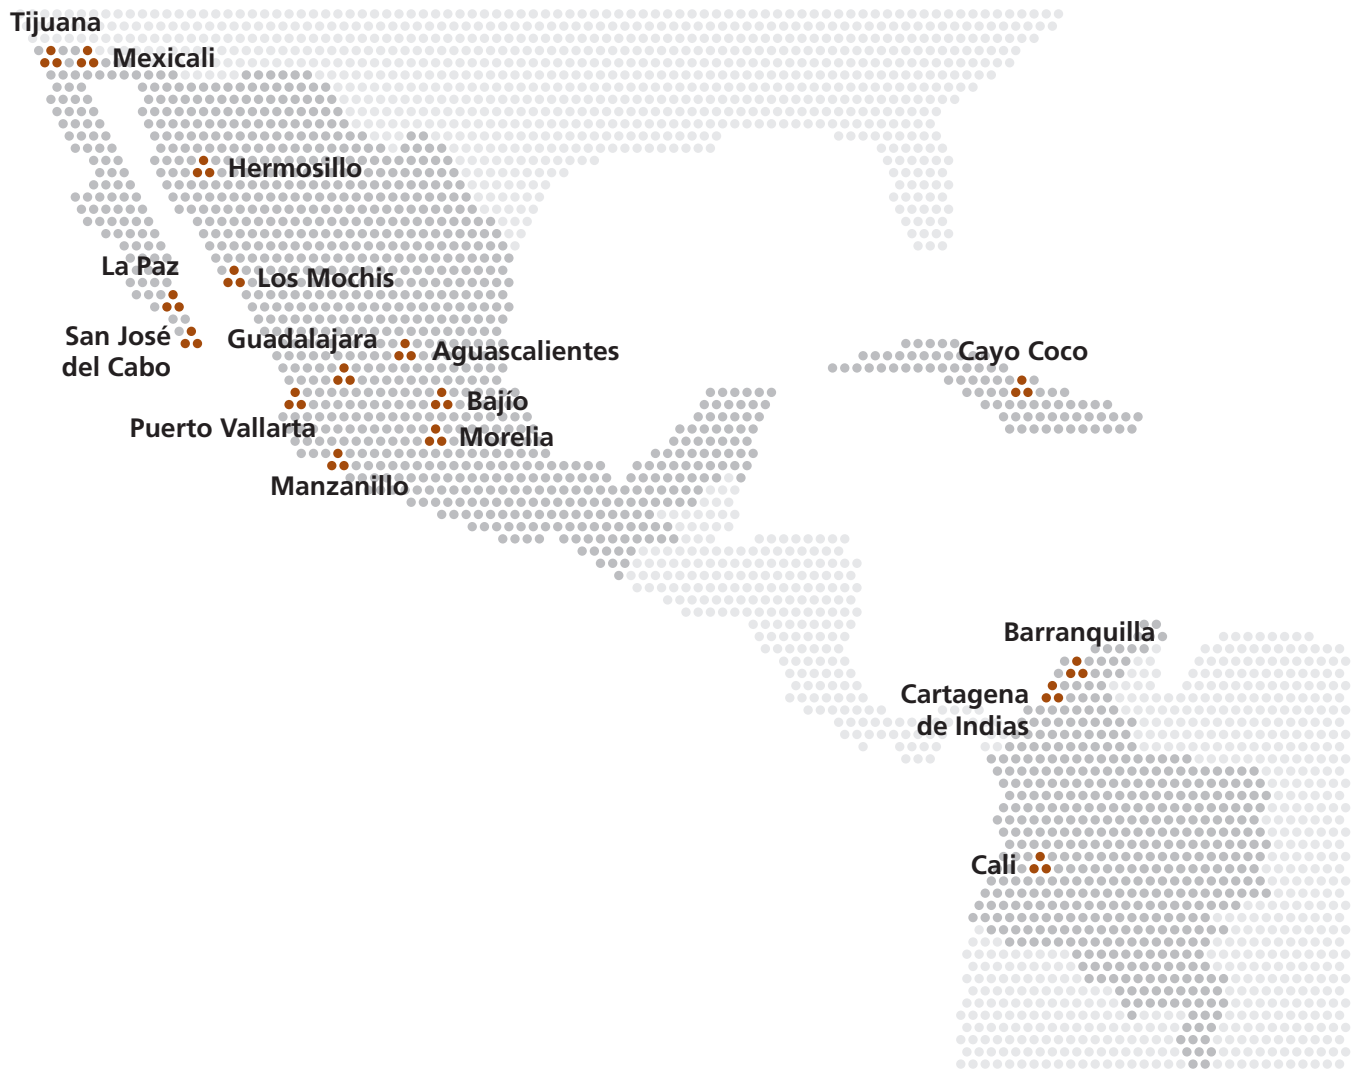 Tijuana
Mexicali
Hermosillo
La Paz
Los Mochis
San José
del Cabo
Guadalajara
Aguascalientes
Cayo Coco
Puerto Vallarta
Bajío
Morelia
Manzanillo
Barranquilla
Cartagena
de Indias
Cali